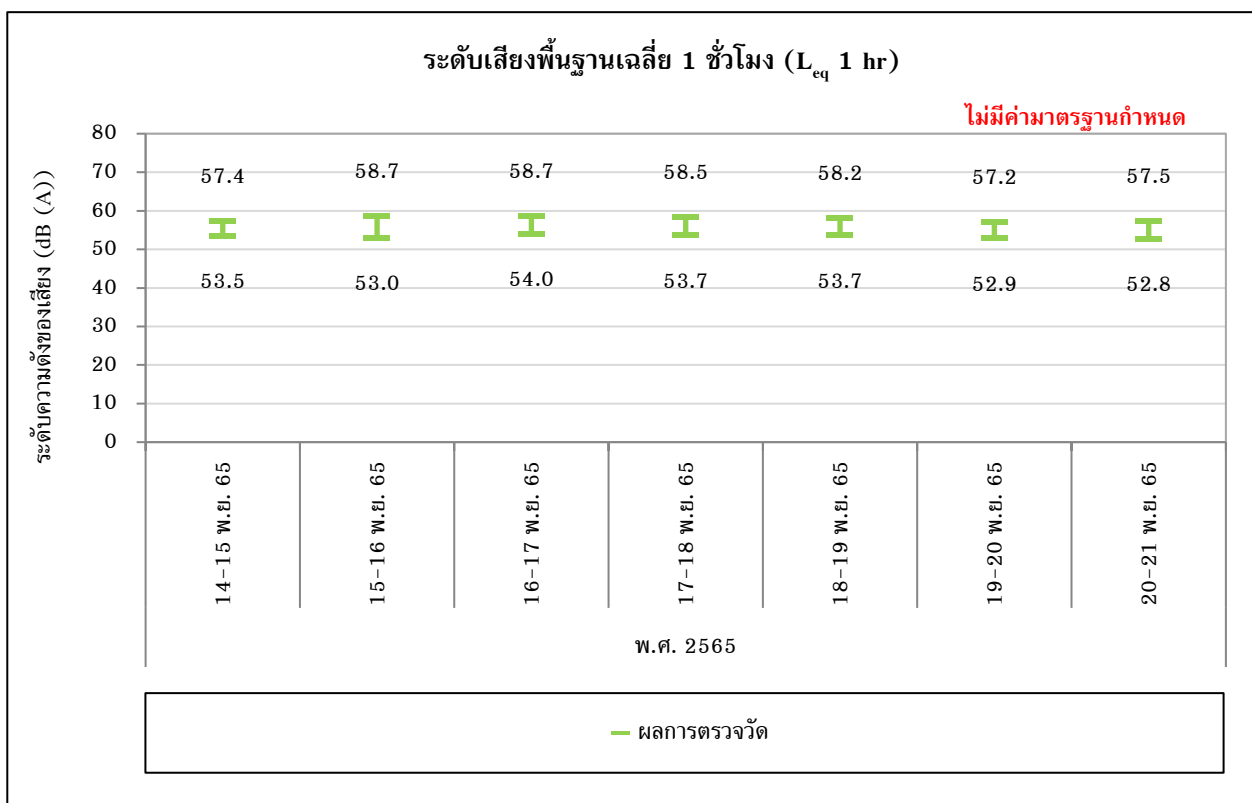 ระดับเสียงพื้นฐานเฉลี่ย 1 ชั่วโมง (Leq 1 hr)
ไม่มีค่ามาตรฐานกำหนด
ระดับความดังของเสียง (dB (A))
80
70
60
50
40
30
20
10
0
57.4 58.7 58.7 58.5 58.2 57.2 57.5
53.5 53.0 54.0 53.7 53.7 52.9 52.8
14-15 พ.ย. 65
15-16 พ.ย. 65
16-17 พ.ย. 65
17-18 พ.ย. 65
18-19 พ.ย. 65
19-20 พ.ย. 65
20-21 พ.ย. 65
พ.ศ. 2565
ผลการตรวจวัด